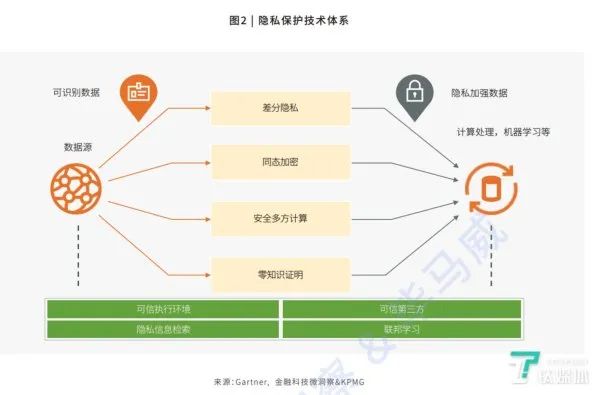 图2 | 隐私保护技术体系
可识别数据
差分隐私
隐私加强数据
计算处理，机器学习等
数据源
同态加密
安全多方计算
零知识证明
可信执行环境
可信第三方
隐私信息检索
联邦学习
来源：Gartner，金融科技微洞察&KPMG
察 & 毕马威
钛媒体